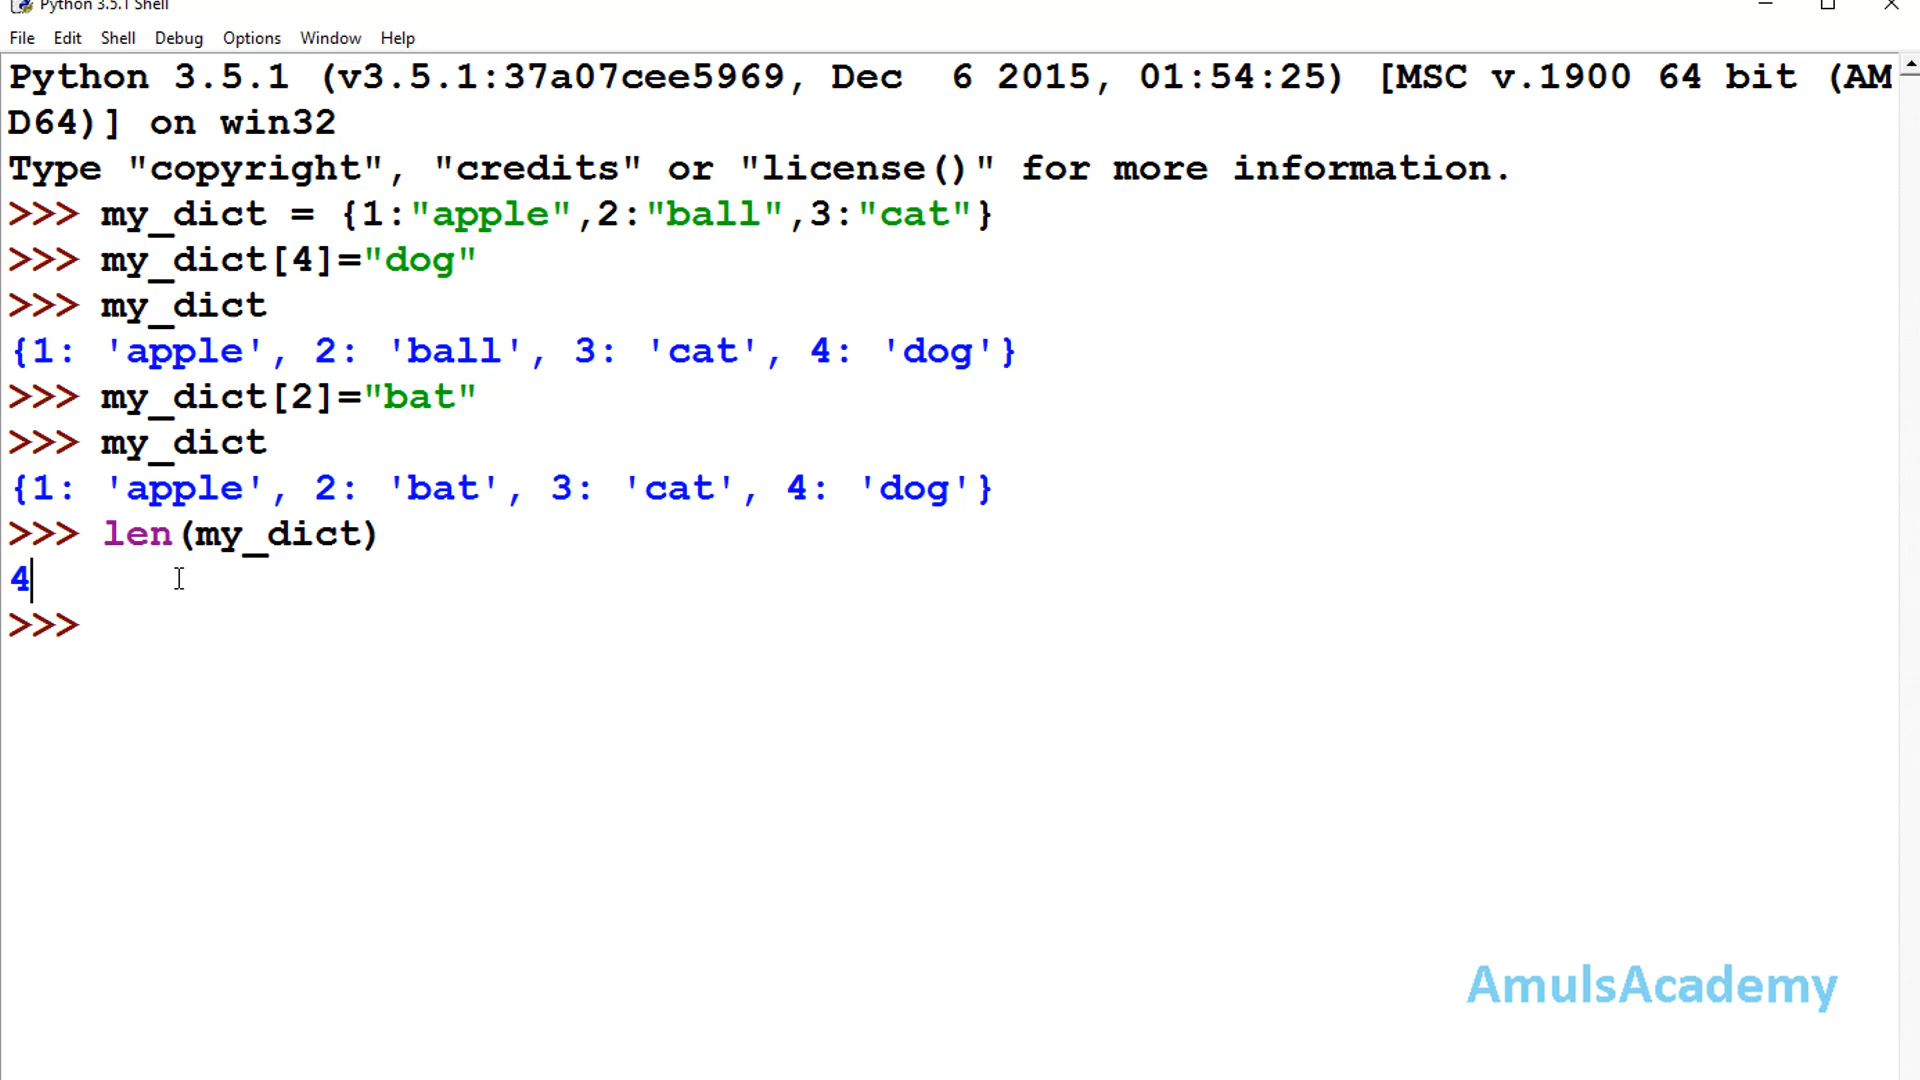 Python 3.5.1 Shell
File Edit Shell Debug Options Window Help
Python 3.5.1 (v3.5.1:37a07cee5969, Dec  6 2015, 01:54:25) [MSC v.1900 64 bit (AM
D64)] on win32
Type "copyright", "credits" or "license()" for more information.
>>> my_dict = {1:"apple",2:"ball",3:"cat"}
>>> my_dict[4]="dog"
>>> my_dict
{1: 'apple', 2: 'ball', 3: 'cat', 4: 'dog'}
>>> my_dict[2]="bat"
>>> my_dict
{1: 'apple', 2: 'bat', 3: 'cat', 4: 'dog'}
>>> len(my_dict)
4
>>>
AmulsAcademy